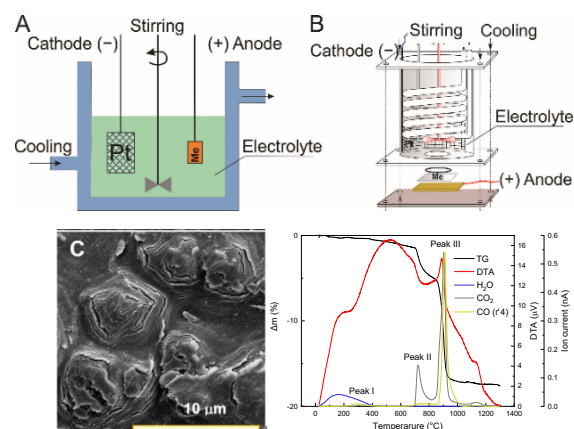 A
Stirring
Cathode (−)
(+) Anode
Cooling
Pt
Me
Electrolyte
B
Stirring
Cooling
Cathode (−)
Electrolyte
Me
(+) Anode
C
10 µm
Peak III
TG
DTA
H2O
CO2
CO (r'4)
Peak II
Peak I
0
-10
-20
Δm (%)
0 200 400 600 800 1000 1200 1400
Temperarure (°C)
16
14
12
10
8
6
4
2
0
DTA (µV)
0.6
0.5
0.4
0.3
0.2
0.1
0.0
Ion current (nA)